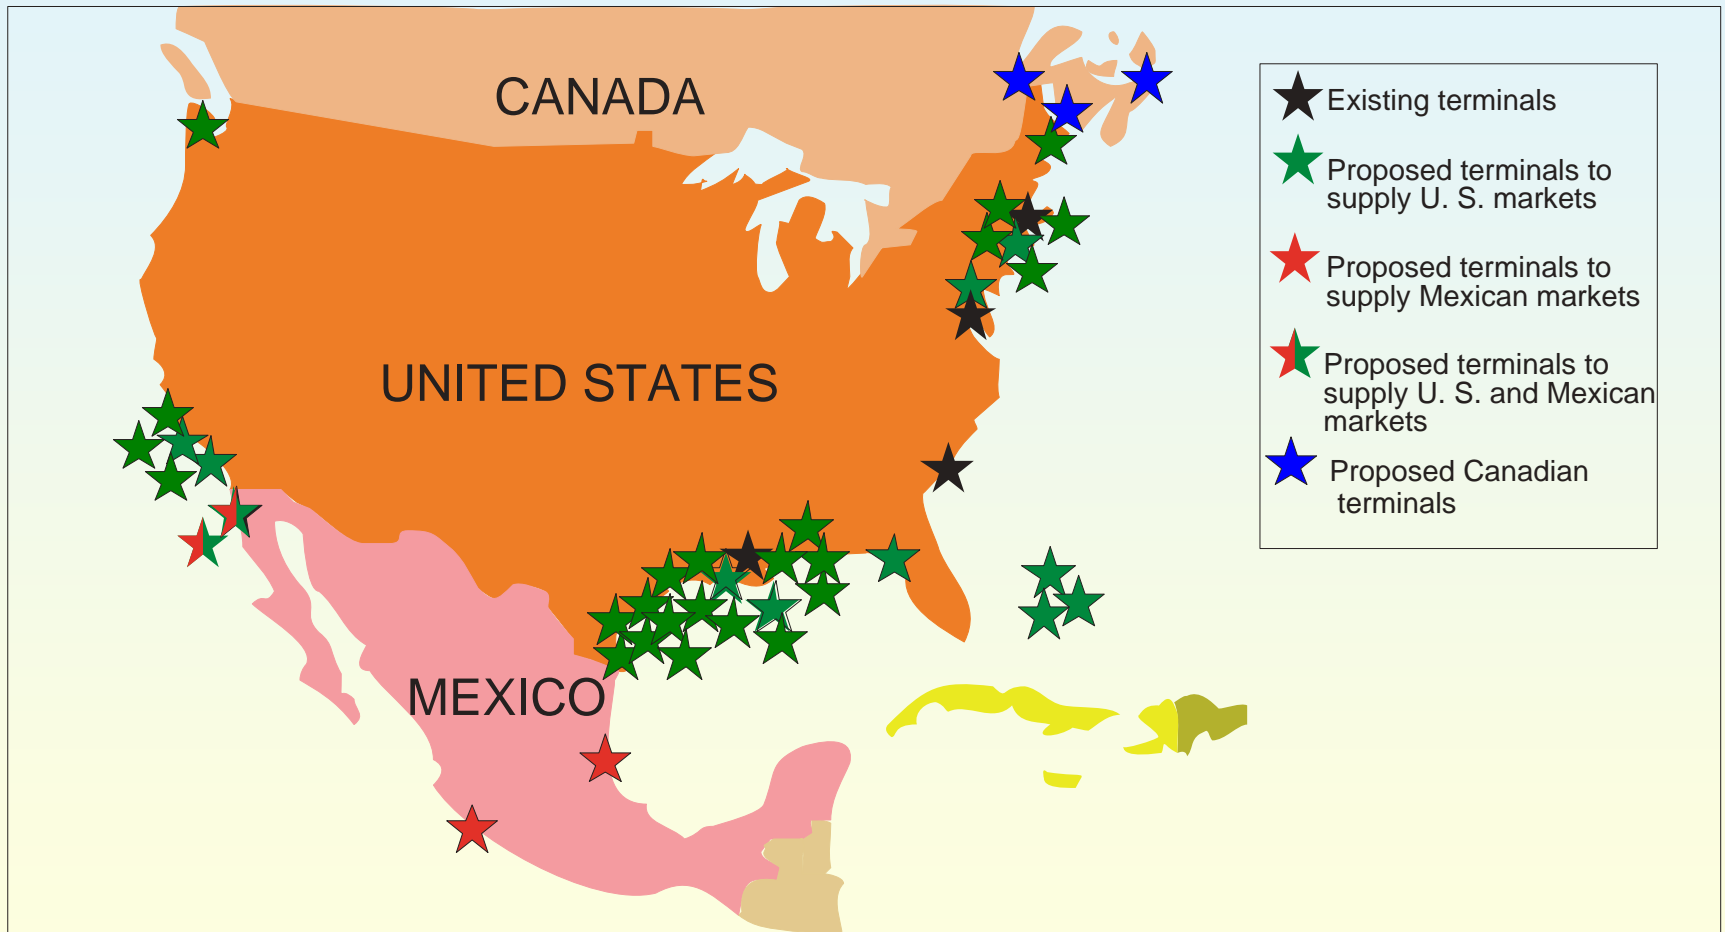 CANADA
UNITED STATES
MEXICO
Existing terminals
Proposed terminals to
supply U. S. markets
Proposed terminals to
supply Mexican markets
Proposed terminals to
supply U. S. and Mexican
markets
Proposed Canadian
terminals